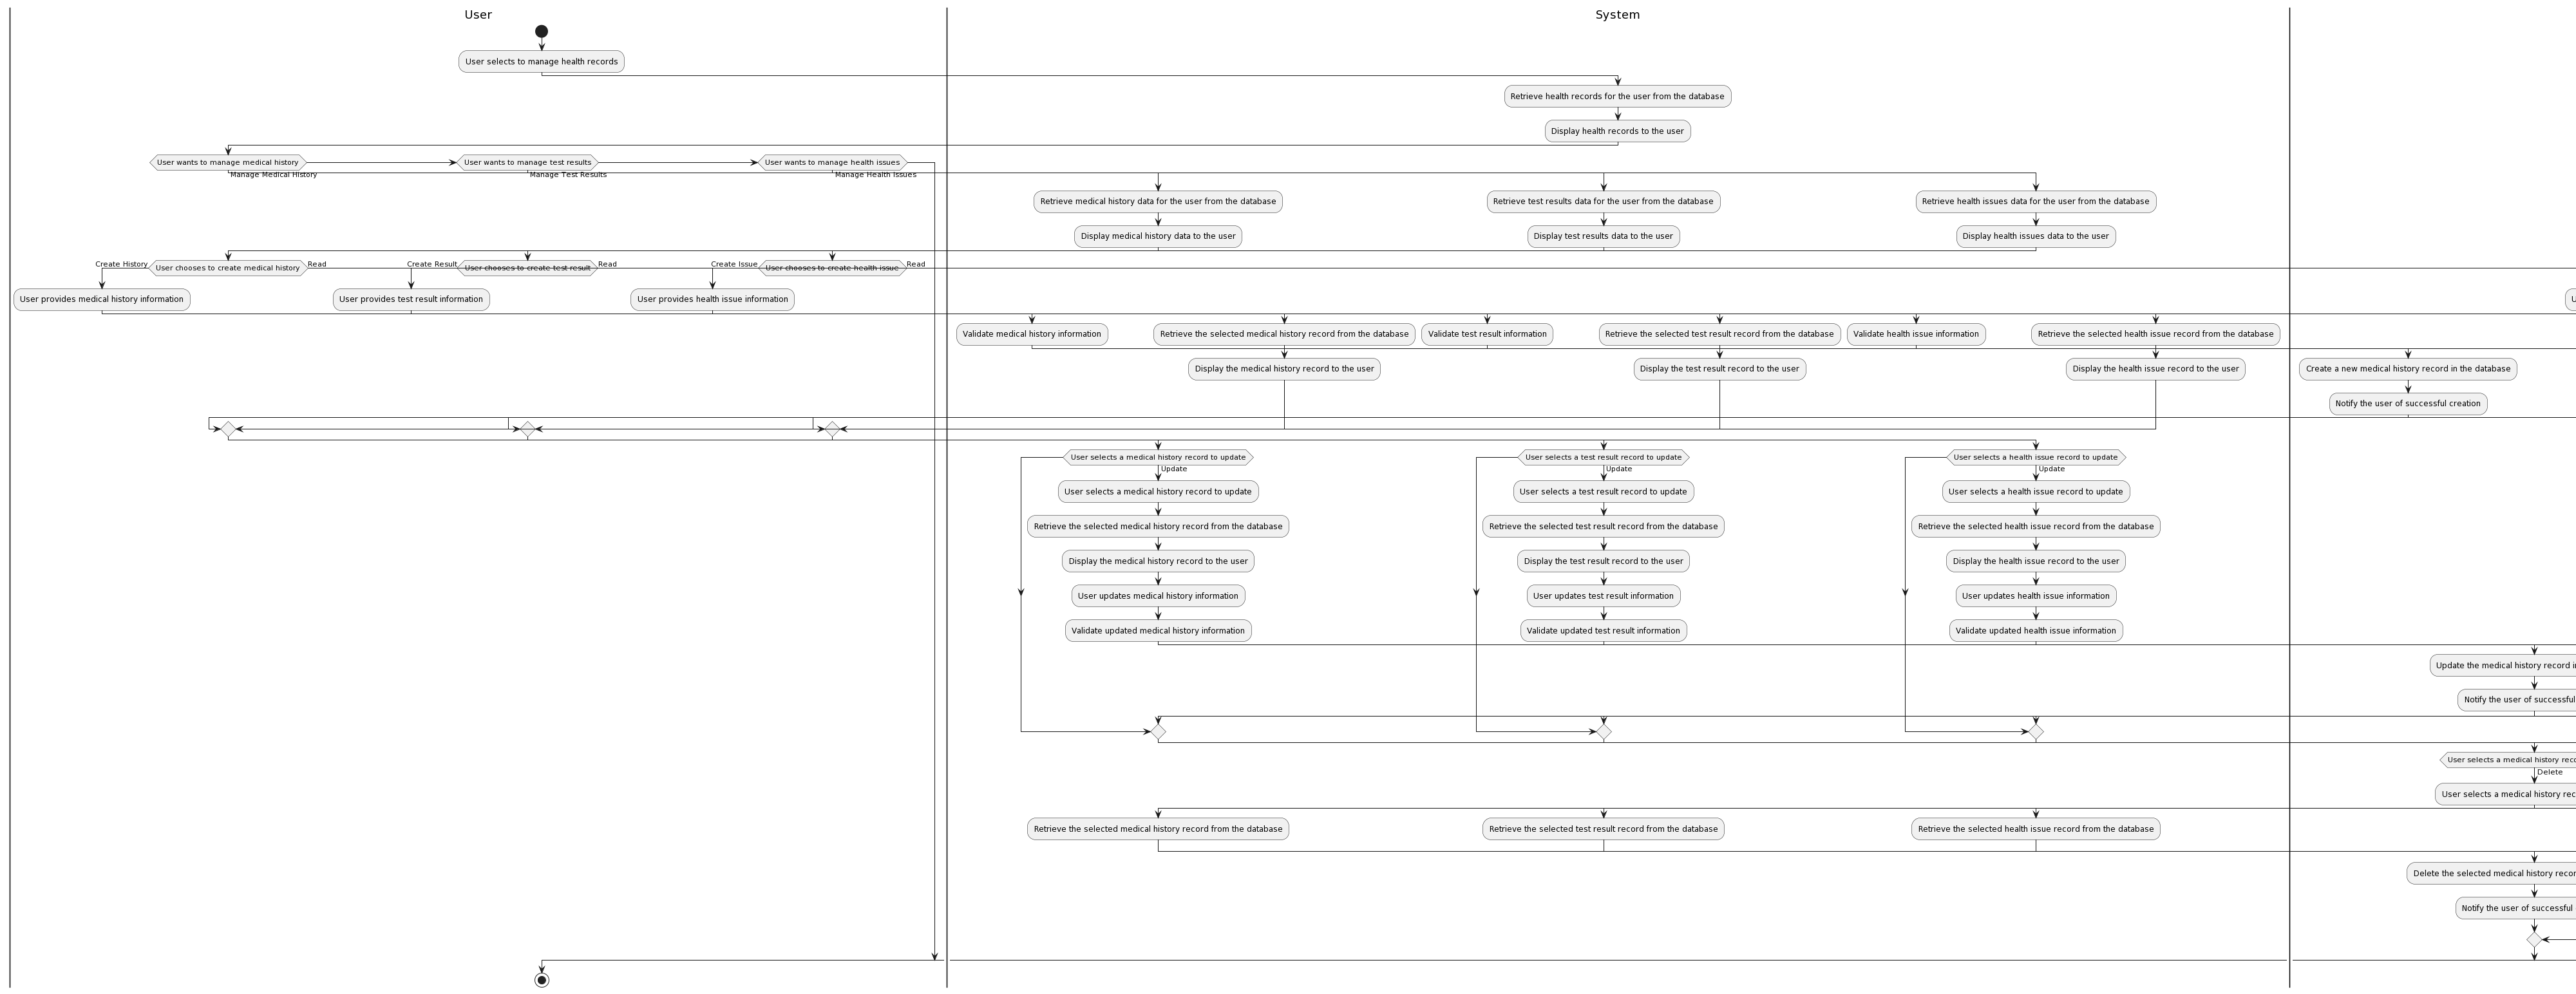 User
System
User selects to manage health records
Retrieve health records for the user from the database
Display health records to the user
User wants to manage medical history
User wants to manage test results
User wants to manage health issues
Manage Medical History
Manage Test Results
Manage Health Issues
Retrieve medical history data for the user from the database
Retrieve test results data for the user from the database
Retrieve health issues data for the user from the database
Display medical history data to the user
Display test results data to the user
Display health issues data to the user
Create History
User chooses to create medical history
Read
Create Result
User chooses to create test result
Read
Create Issue
User chooses to create health issue
Read
User provides medical history information
User provides test result information
User provides health issue information
Validate medical history information
Retrieve the selected medical history record from the database
Validate test result information
Retrieve the selected test result record from the database
Validate health issue information
Retrieve the selected health issue record from the database
Display the medical history record to the user
Display the test result record to the user
Display the health issue record to the user
Create a new medical history record in the database
Notify the user of successful creation
User selects a medical history record to update
User selects a test result record to update
User selects a health issue record to update
Update
Update
Update
User selects a medical history record to update
User selects a test result record to update
User selects a health issue record to update
Retrieve the selected medical history record from the database
Retrieve the selected test result record from the database
Retrieve the selected health issue record from the database
Display the medical history record to the user
Display the test result record to the user
Display the health issue record to the user
User updates medical history information
User updates test result information
User updates health issue information
Validate updated medical history information
Validate updated test result information
Validate updated health issue information
Update the medical history record
Notify the user of successful
User selects a medical history
Delete
User selects a medical history
Retrieve the selected medical history record from the database
Retrieve the selected test result record from the database
Retrieve the selected health issue record from the database
Delete the selected medical history
Notify the user of successful